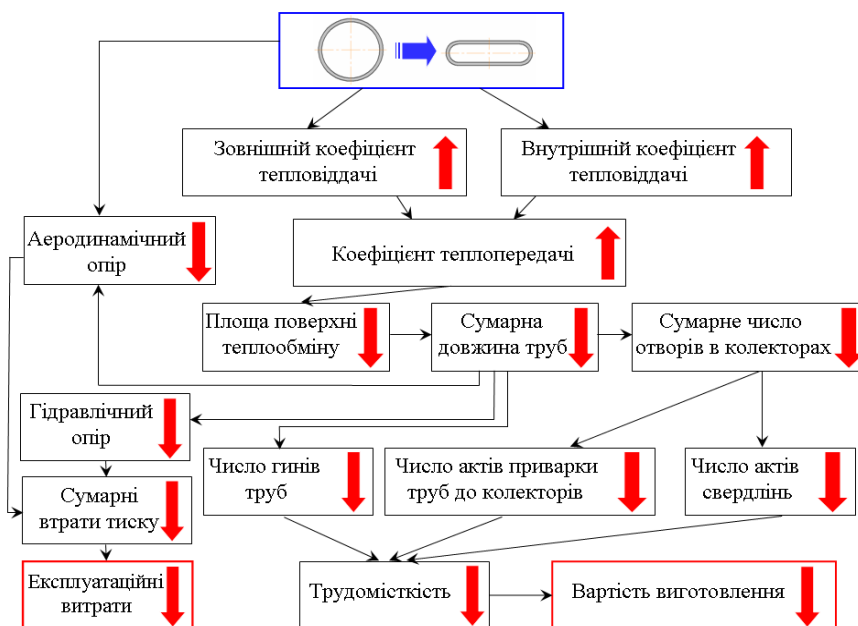 Зовнішній коефіцієнт
тепловіддачі
Внутрішній коефіцієнт
тепловіддачі
Аеродинамічний
опір
Коефіцієнт теплопередачі
Площа поверхні
теплообміну
Сумарна
довжина труб
Сумарне число
отворів в колекторах
Гідравлічний
опір
Число гинів
труб
Число актів приварки
труб до колекторів
Число актів
свердлінь
Сумарні
втрати тиску
Експлуатаційні
витрати
Трудомісткість
Вартість виготовлення